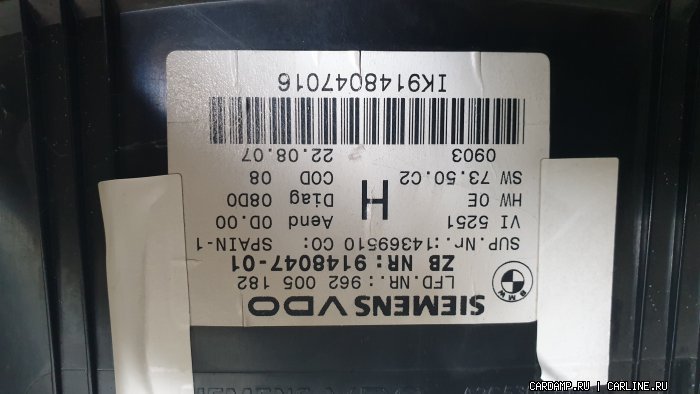 BMW
SIEMENS VDO
LFD.NR.: 962 005 182
ZB NR: 9148047-01
SUP.Nr.:14369510 CO: SPAIN-1
VI 5251 Aend 0D.00
HW 0E Diag 08D0
H
SW 73.50.C2 COD 08
0903 22.08.07
IK9148047016
CARDAMP.RU | CARLINE.RU